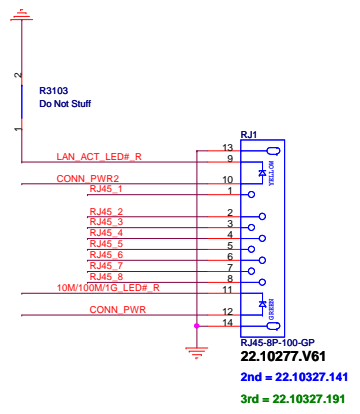 2
R3103
Do Not Stuff
1
RJ1
13
LAN_ACT_LED#_R
9
YELLOW
CONN_PWR2
10
RJ45_1
1
RJ45_2
2
RJ45_3
3
RJ45_4
4
RJ45_5
5
RJ45_6
6
RJ45_7
7
RJ45_8
8
10M/100M/1G_LED#_R
11
GREEN
CONN_PWR
12
14
RJ45-8P-100-GP
22.10277.V61
2nd = 22.10327.141
3rd = 22.10327.191